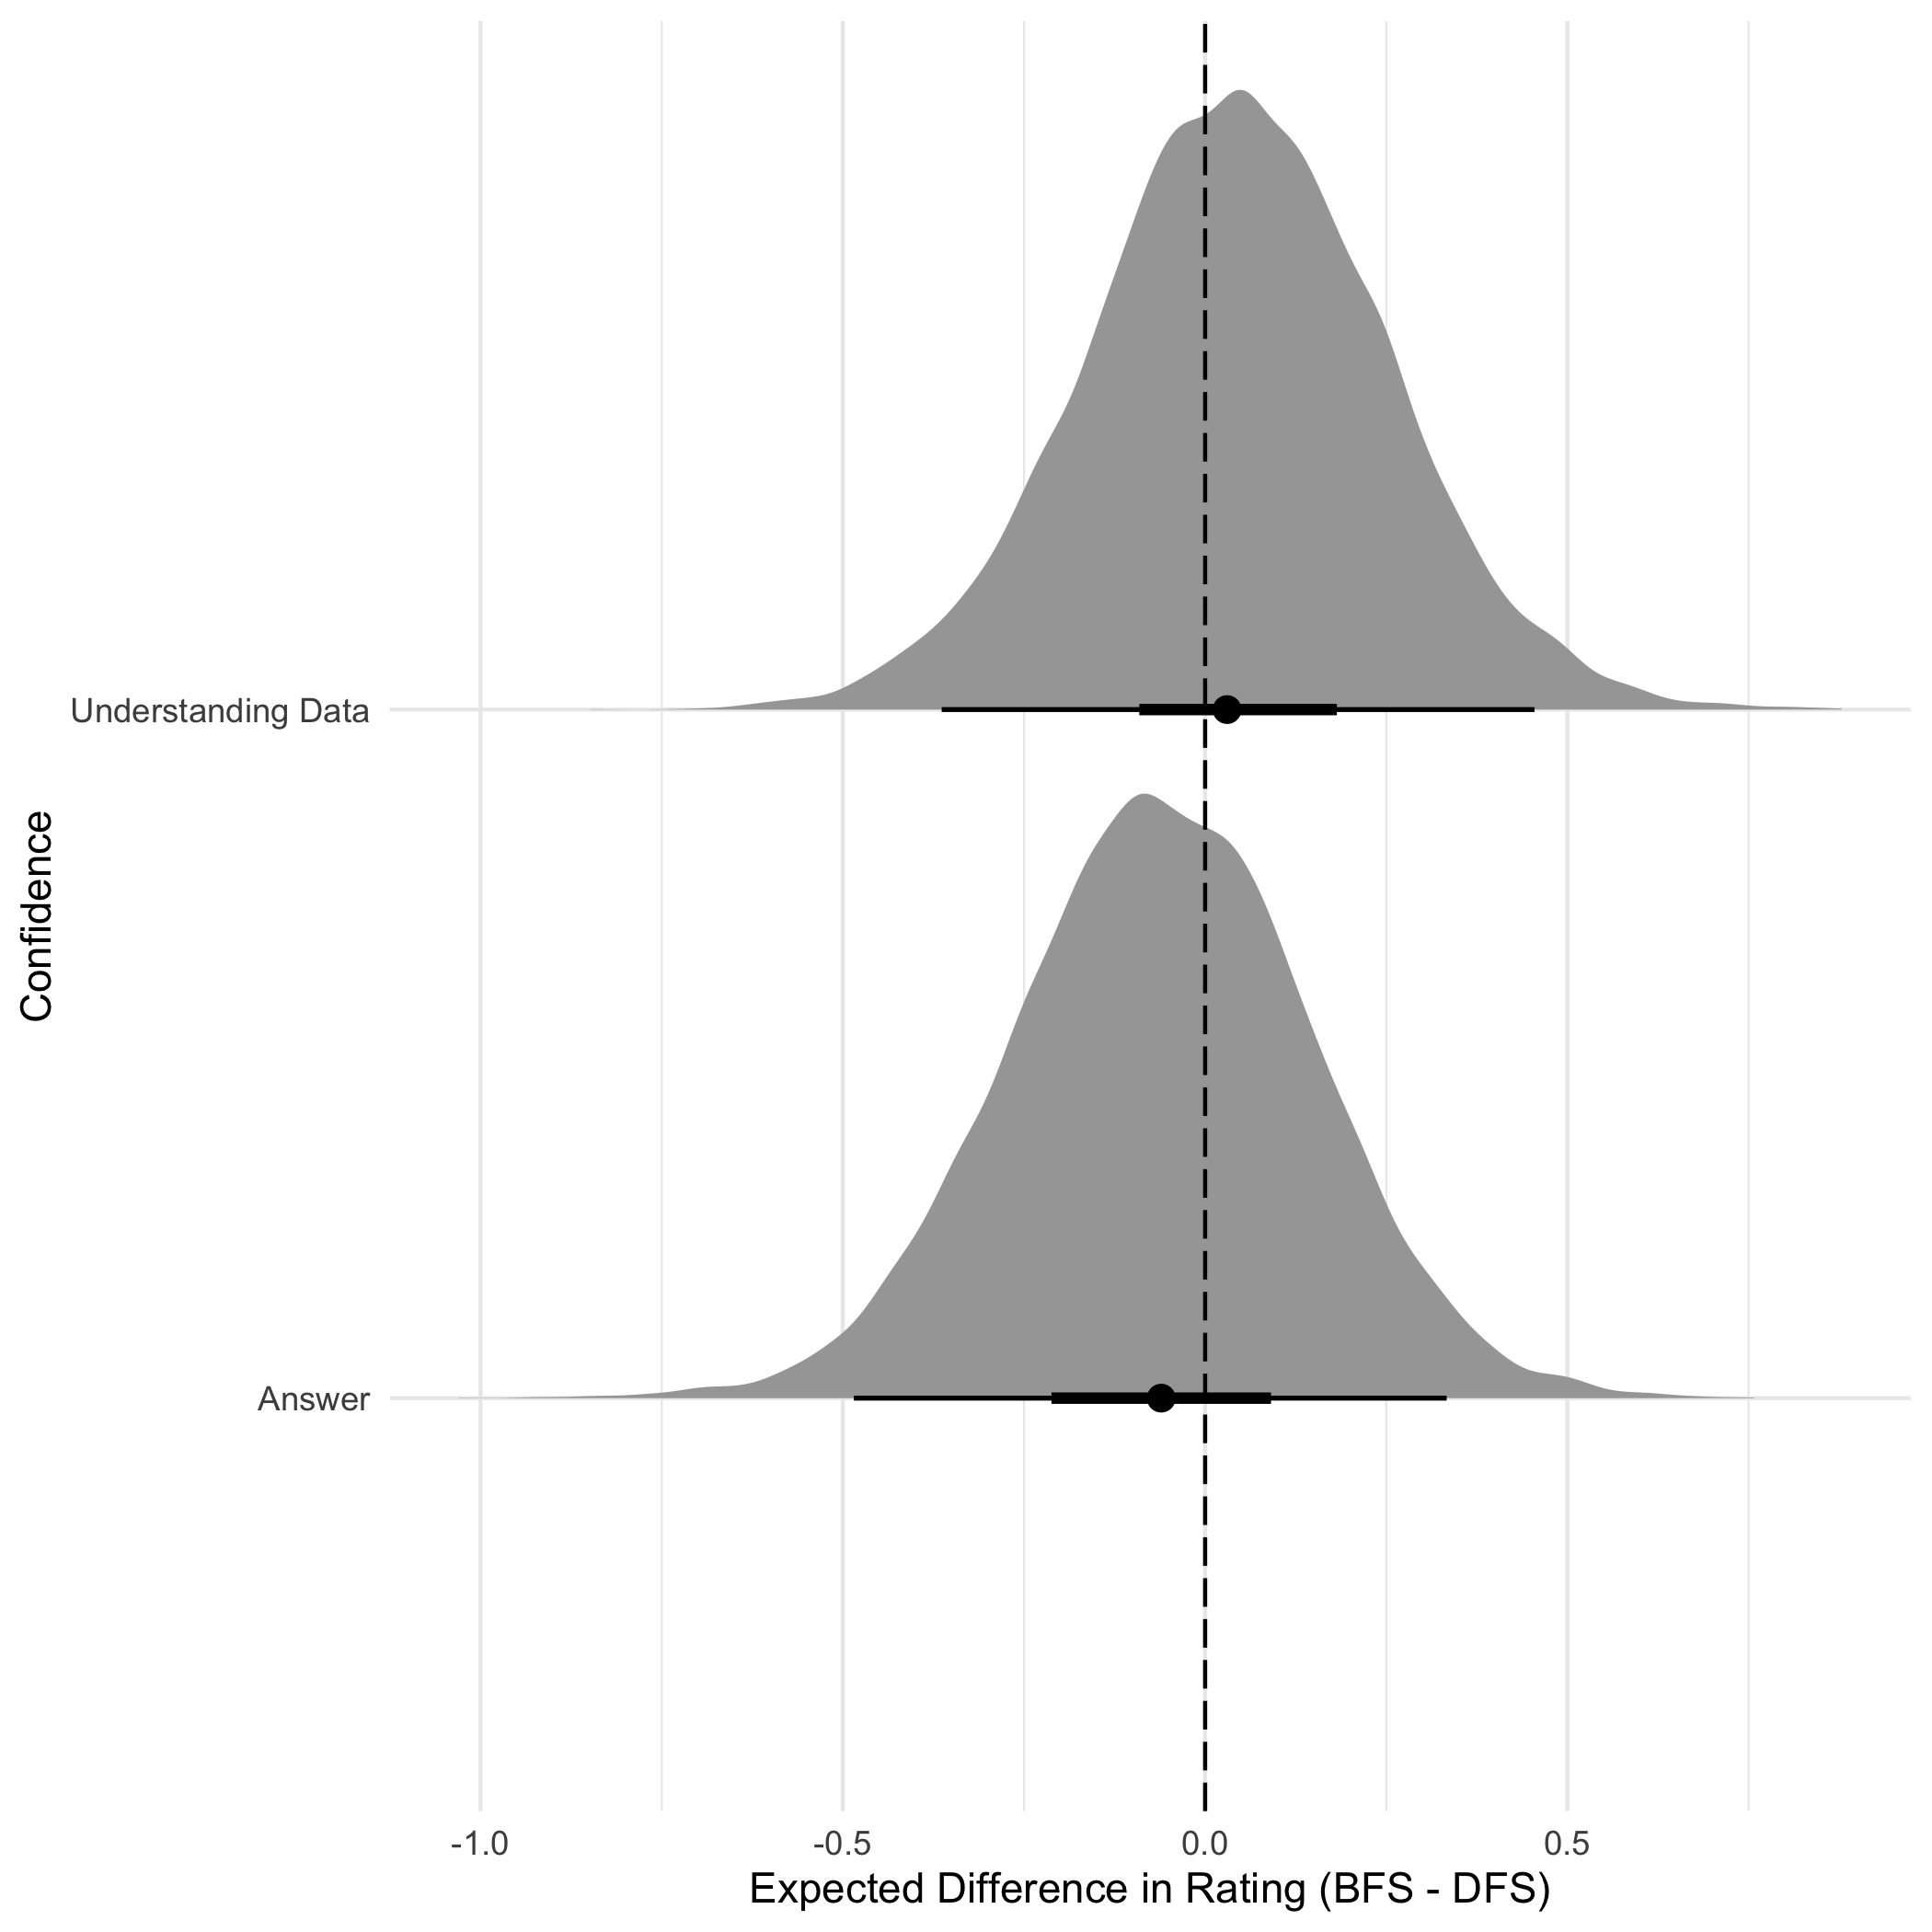 Confidence
Understanding Data
Answer
-1.0
-0.5
0.0
0.5
Expected Difference in Rating (BFS - DFS)